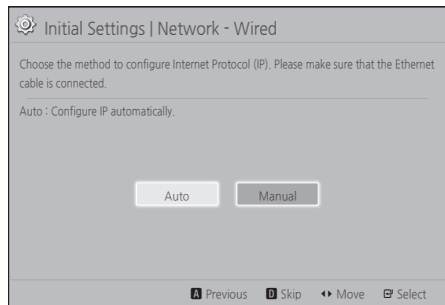 Initial Settings | Network - Wired
Choose the method to configure Internet Protocol (IP). Please make sure that the Ethernet
cable is connected.
Auto : Configure IP automatically.
Auto Manual
A Previous D Skip Move Select